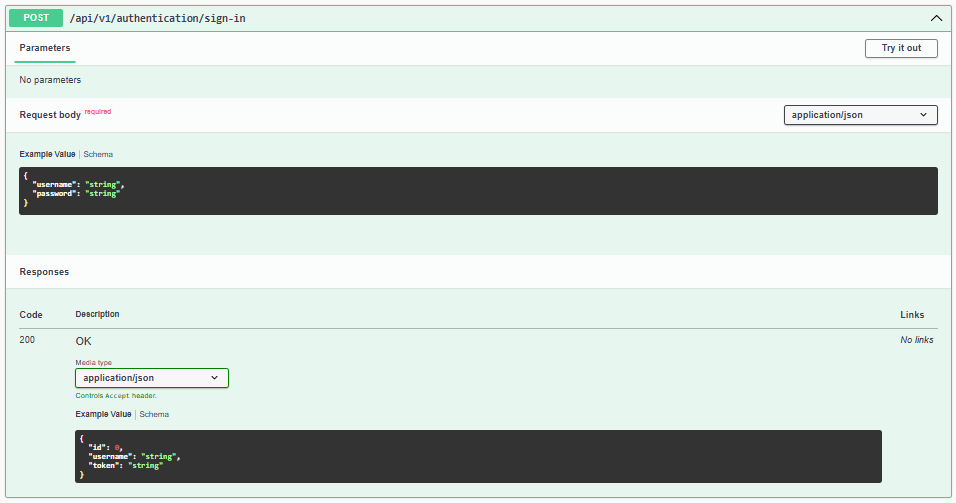 POST /api/v1/authentication/sign-in
Parameters
Try it out
No parameters
Request body required
application/json
Example Value | Schema
{
"username": "string",
"password": "string"
}
Responses
Code Description Links
200 OK No links
Media type
application/json
Controls Accept header.
Example Value | Schema
{
"id": 0,
"username": "string",
"token": "string"
}